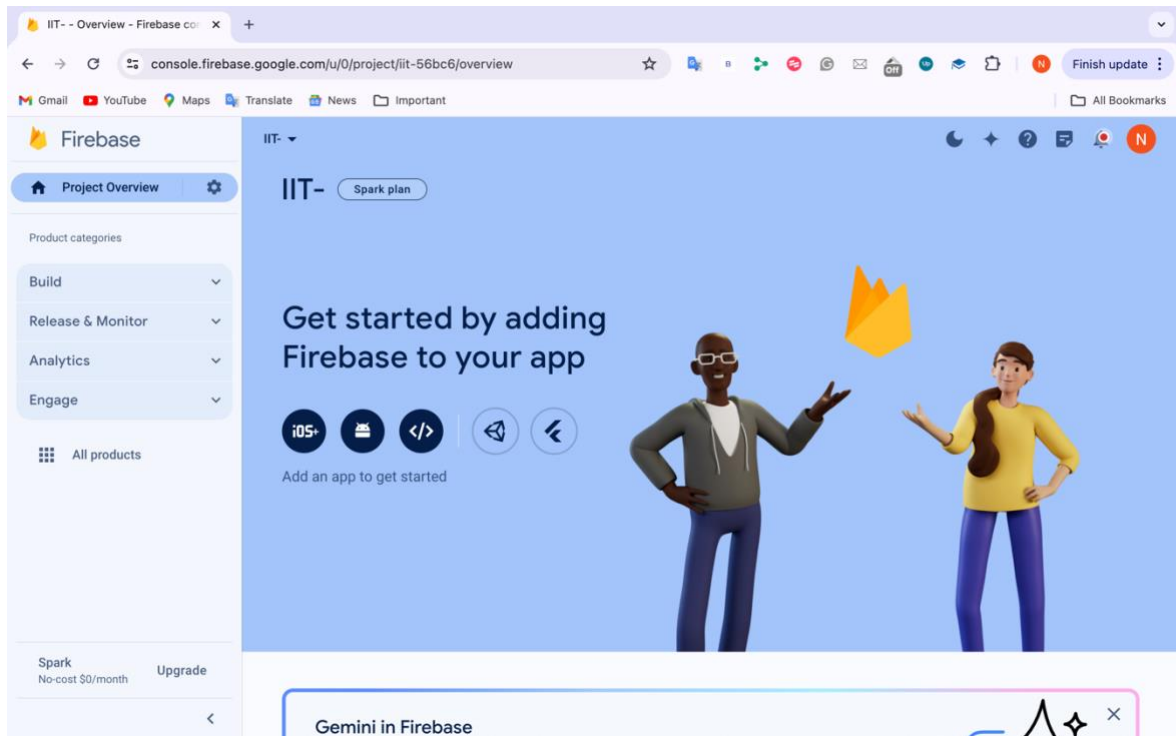 IIT- - Overview - Firebase con
console.firebase.google.com/u/0/project/iit-56bc6/overview
Off
N
Finish update
Gmail
YouTube
Maps
Translate
News
Important
All Bookmarks
Firebase
IIT-
N
Project Overview
IIT-
Spark plan
Product categories
Build
Release & Monitor
Analytics
Engage
All products
Get started by adding
Firebase to your app
iOS+
</>
Add an app to get started
Spark
No-cost $0/month
Upgrade
Gemini in Firebase